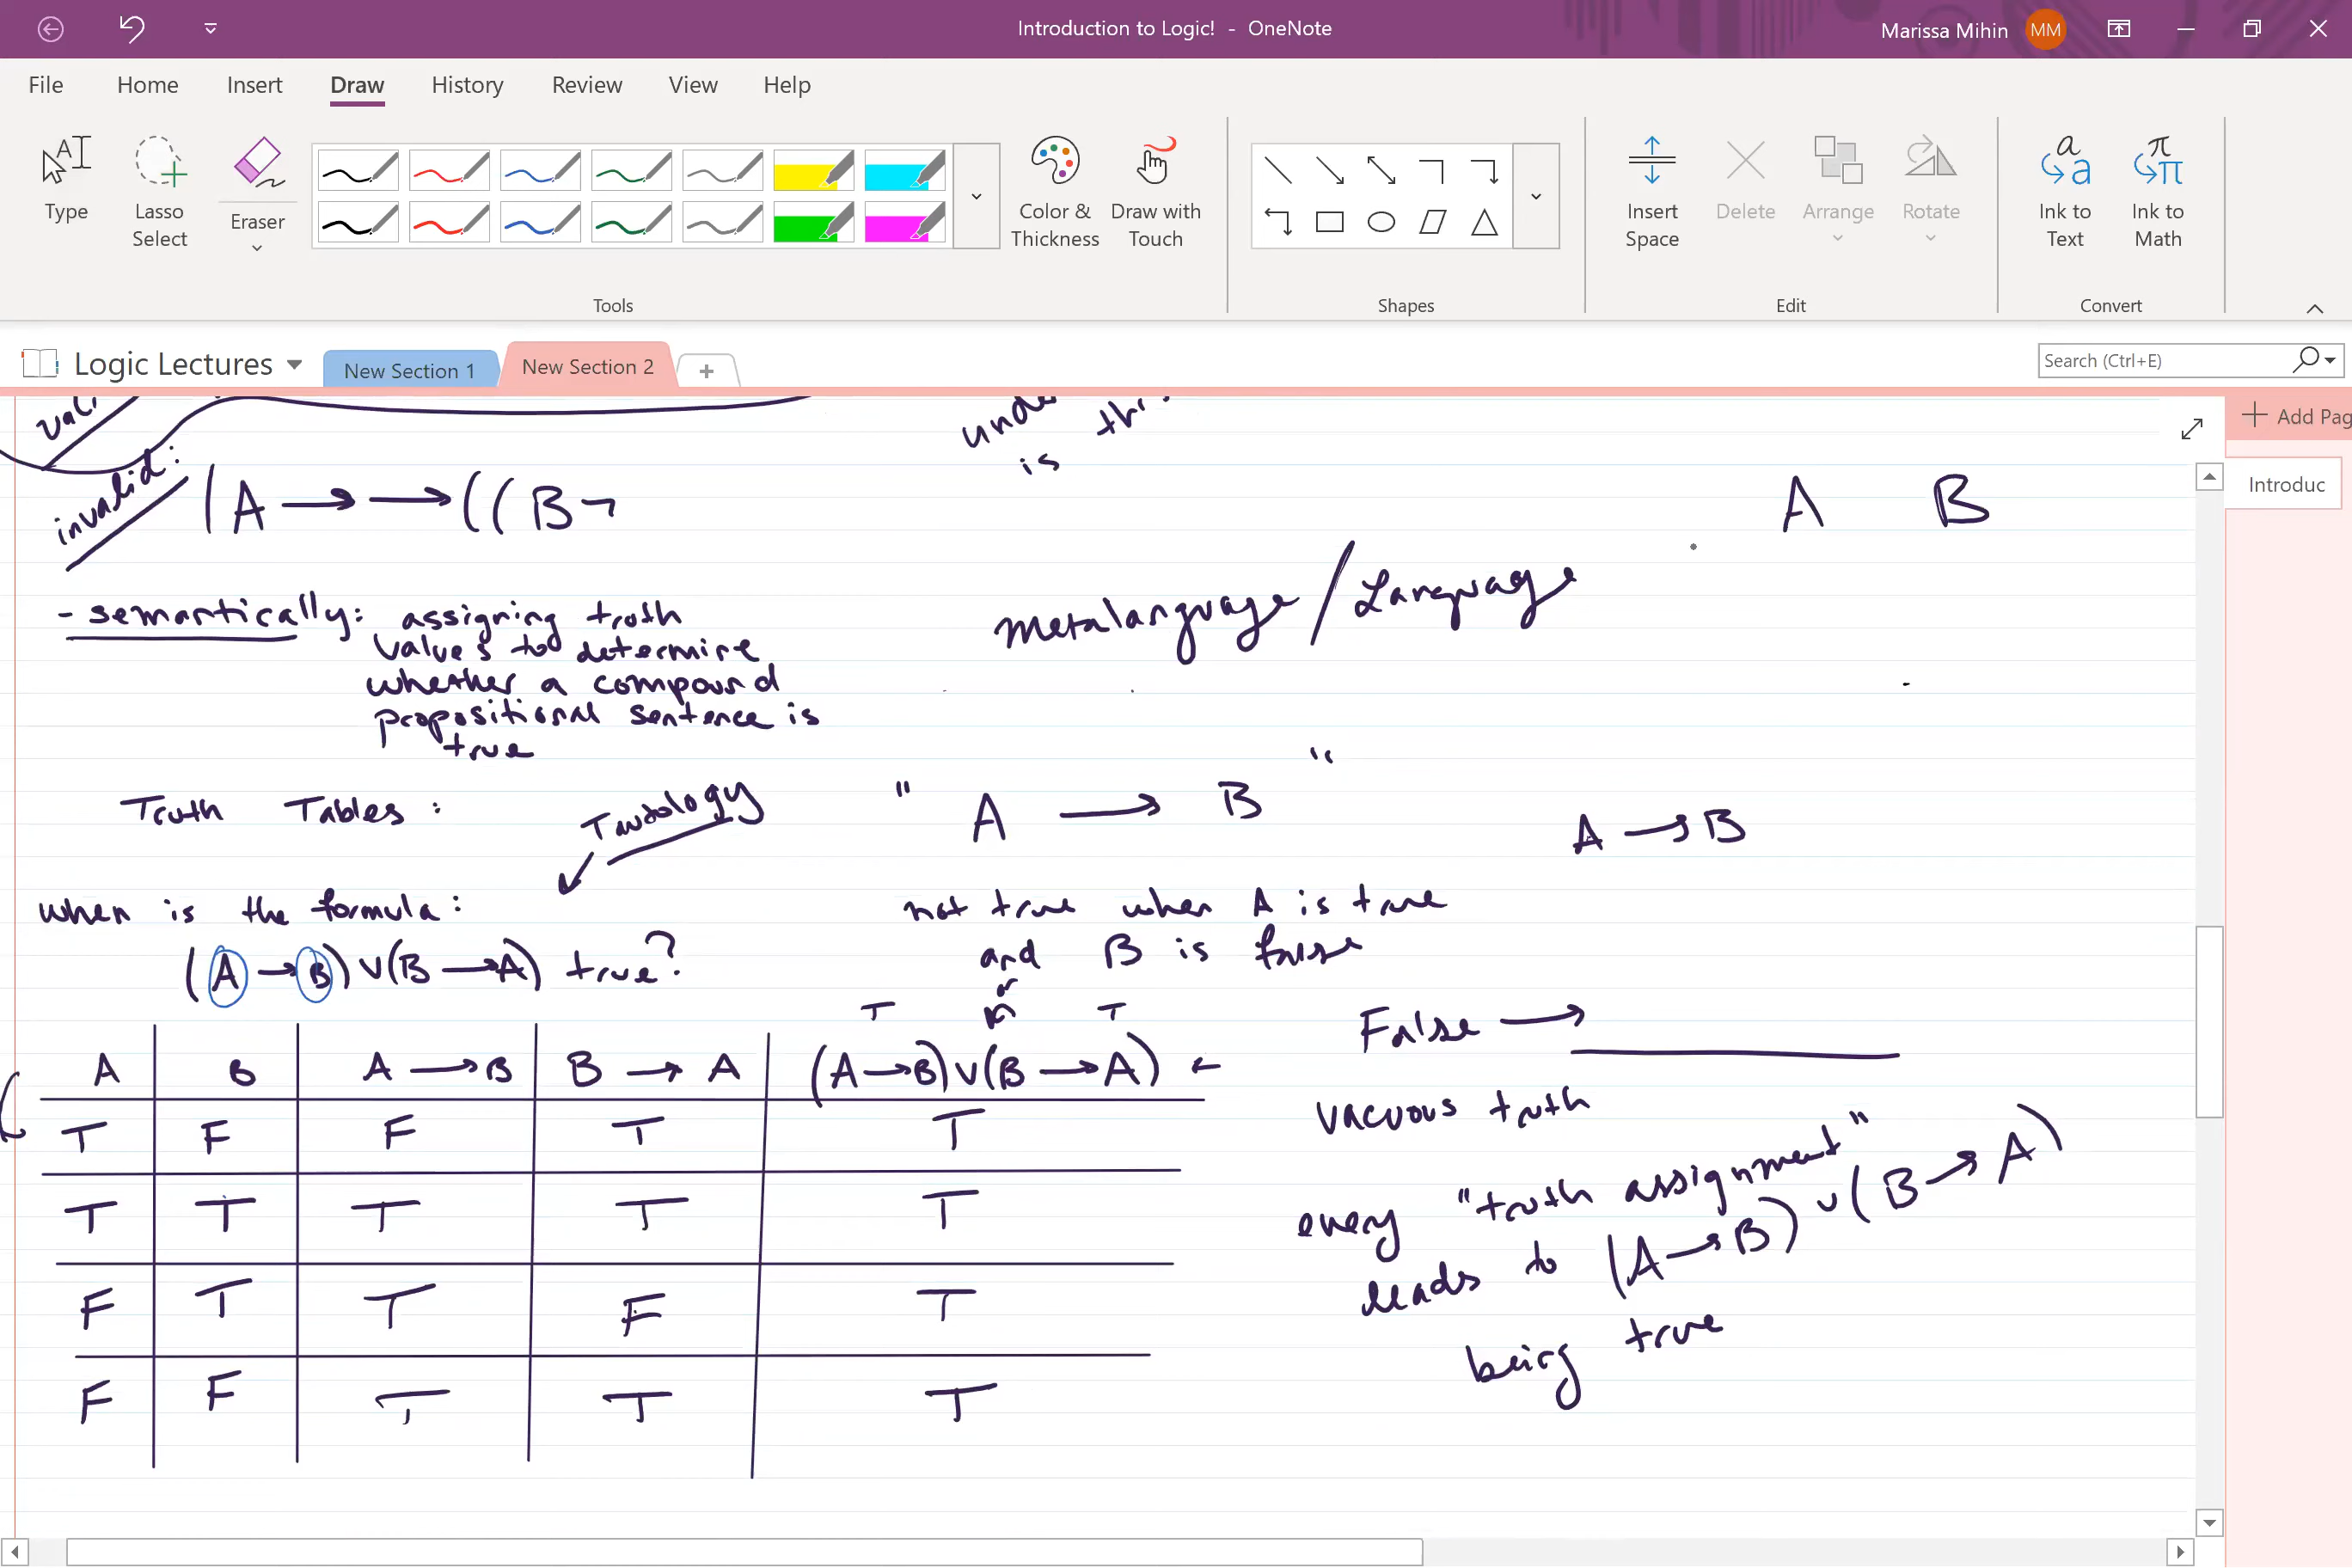 Introduction to Logic! - OneNote
Marissa Mihin
MM
File Home Insert Draw History Review View Help
Type
Lasso Select
Eraser
Color & Thickness
Draw with Touch
Insert Space
Delete
Arrange
Rotate
Ink to Text
Ink to Math
Tools
Shapes
Edit
Convert
Logic Lectures
New Section 1
New Section 2
+
Search (Ctrl+E)
+ Add Pag
Introduc
is
invalid:
(A → → ((B ¬
A B
- semantically: assigning truth
values to determine
whether a compound
propositional sentence is
true
Metalanguage / Language
Truth Tables:
Tautology
" A → B "
A → B
when is the formula:
(A → B) ∨ (B → A) true?
not true when A is true
and B is false
T or T
False →
A B A → B B → A (A → B) ∨ (B → A) ←
T F F T T
T T T T T
F T T F T
F F T T T
vacuous truth
every "truth assignment"
leads to (A → B) ∨ (B → A)
being true